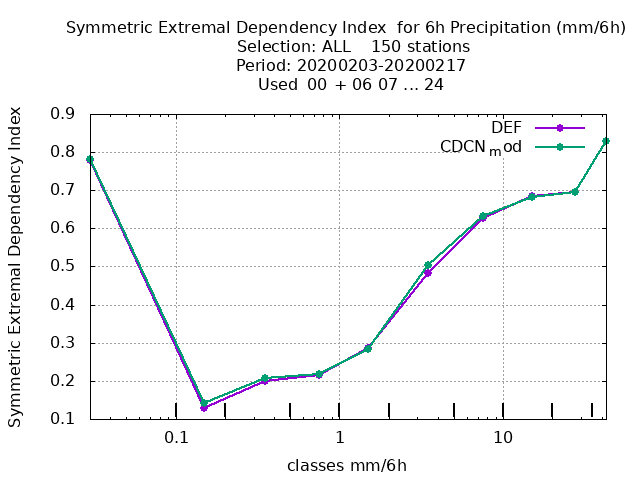 Symmetric Extremal Dependency Index for 6h Precipitation (mm/6h)
Selection: ALL 150 stations
Period: 20200203-20200217
Used 00 + 06 07 ... 24
DEF
CDCNmod
0.9
0.8
0.7
0.6
0.5
0.4
0.3
0.2
0.1
Symmetric Extremal Dependency Index
0.1 1 10
classes mm/6h